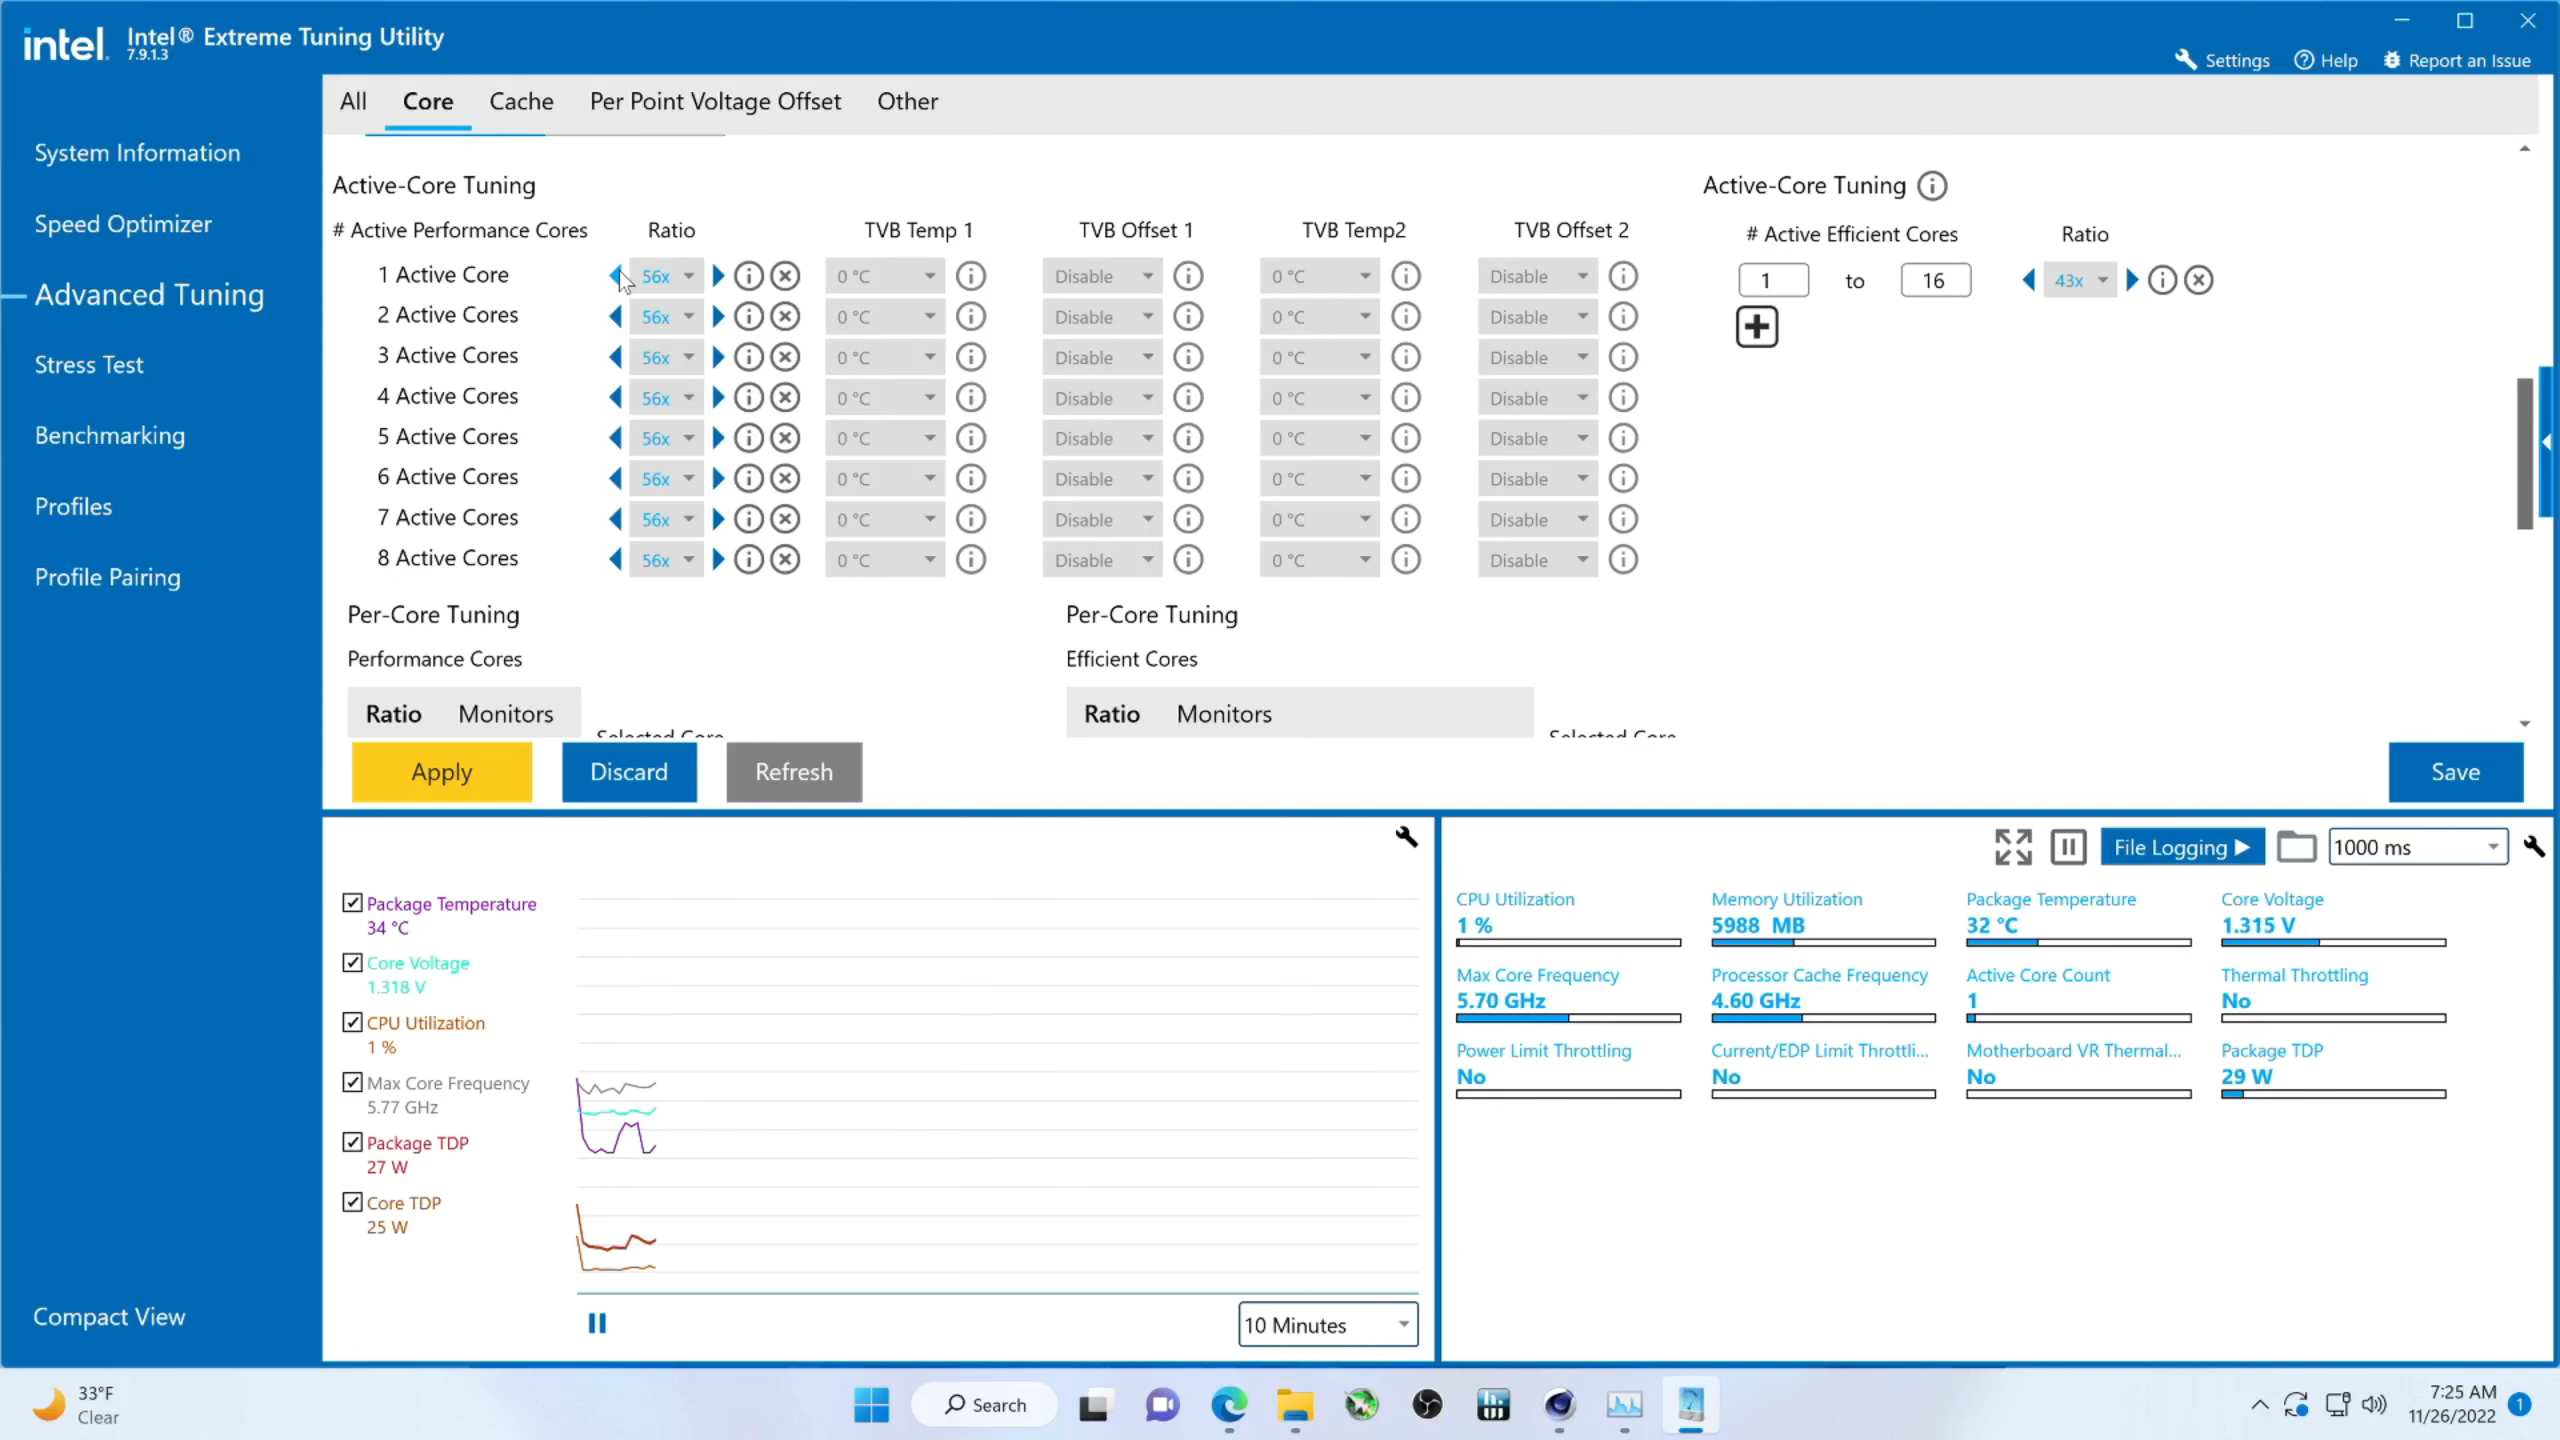 intel. Intel® Extreme Tuning Utility
7.9.1.3
Settings Help Report an Issue
System Information
Speed Optimizer
Advanced Tuning
Stress Test
Benchmarking
Profiles
Profile Pairing
Compact View
All Core Cache Per Point Voltage Offset Other
Active-Core Tuning
# Active Performance Cores Ratio TVB Temp 1 TVB Offset 1 TVB Temp2 TVB Offset 2
1 Active Core 56x 0 °C Disable 0 °C Disable
2 Active Cores 56x 0 °C Disable 0 °C Disable
3 Active Cores 56x 0 °C Disable 0 °C Disable
4 Active Cores 56x 0 °C Disable 0 °C Disable
5 Active Cores 56x 0 °C Disable 0 °C Disable
6 Active Cores 56x 0 °C Disable 0 °C Disable
7 Active Cores 56x 0 °C Disable 0 °C Disable
8 Active Cores 56x 0 °C Disable 0 °C Disable
Active-Core Tuning
# Active Efficient Cores Ratio
1 to 16 43x
Per-Core Tuning
Performance Cores
Ratio Monitors
Selected Core
Per-Core Tuning
Efficient Cores
Ratio Monitors
Selected Core
Apply Discard Refresh Save
Package Temperature
34 °C
Core Voltage
1.318 V
CPU Utilization
1 %
Max Core Frequency
5.77 GHz
Package TDP
27 W
Core TDP
25 W
10 Minutes
File Logging 1000 ms
CPU Utilization Memory Utilization Package Temperature Core Voltage
1 % 5988 MB 32 °C 1.315 V
Max Core Frequency Processor Cache Frequency Active Core Count Thermal Throttling
5.70 GHz 4.60 GHz 1 No
Power Limit Throttling Current/EDP Limit Throttli... Motherboard VR Thermal... Package TDP
No No No 29 W
33°F
Clear
Search
7:25 AM
11/26/2022
1